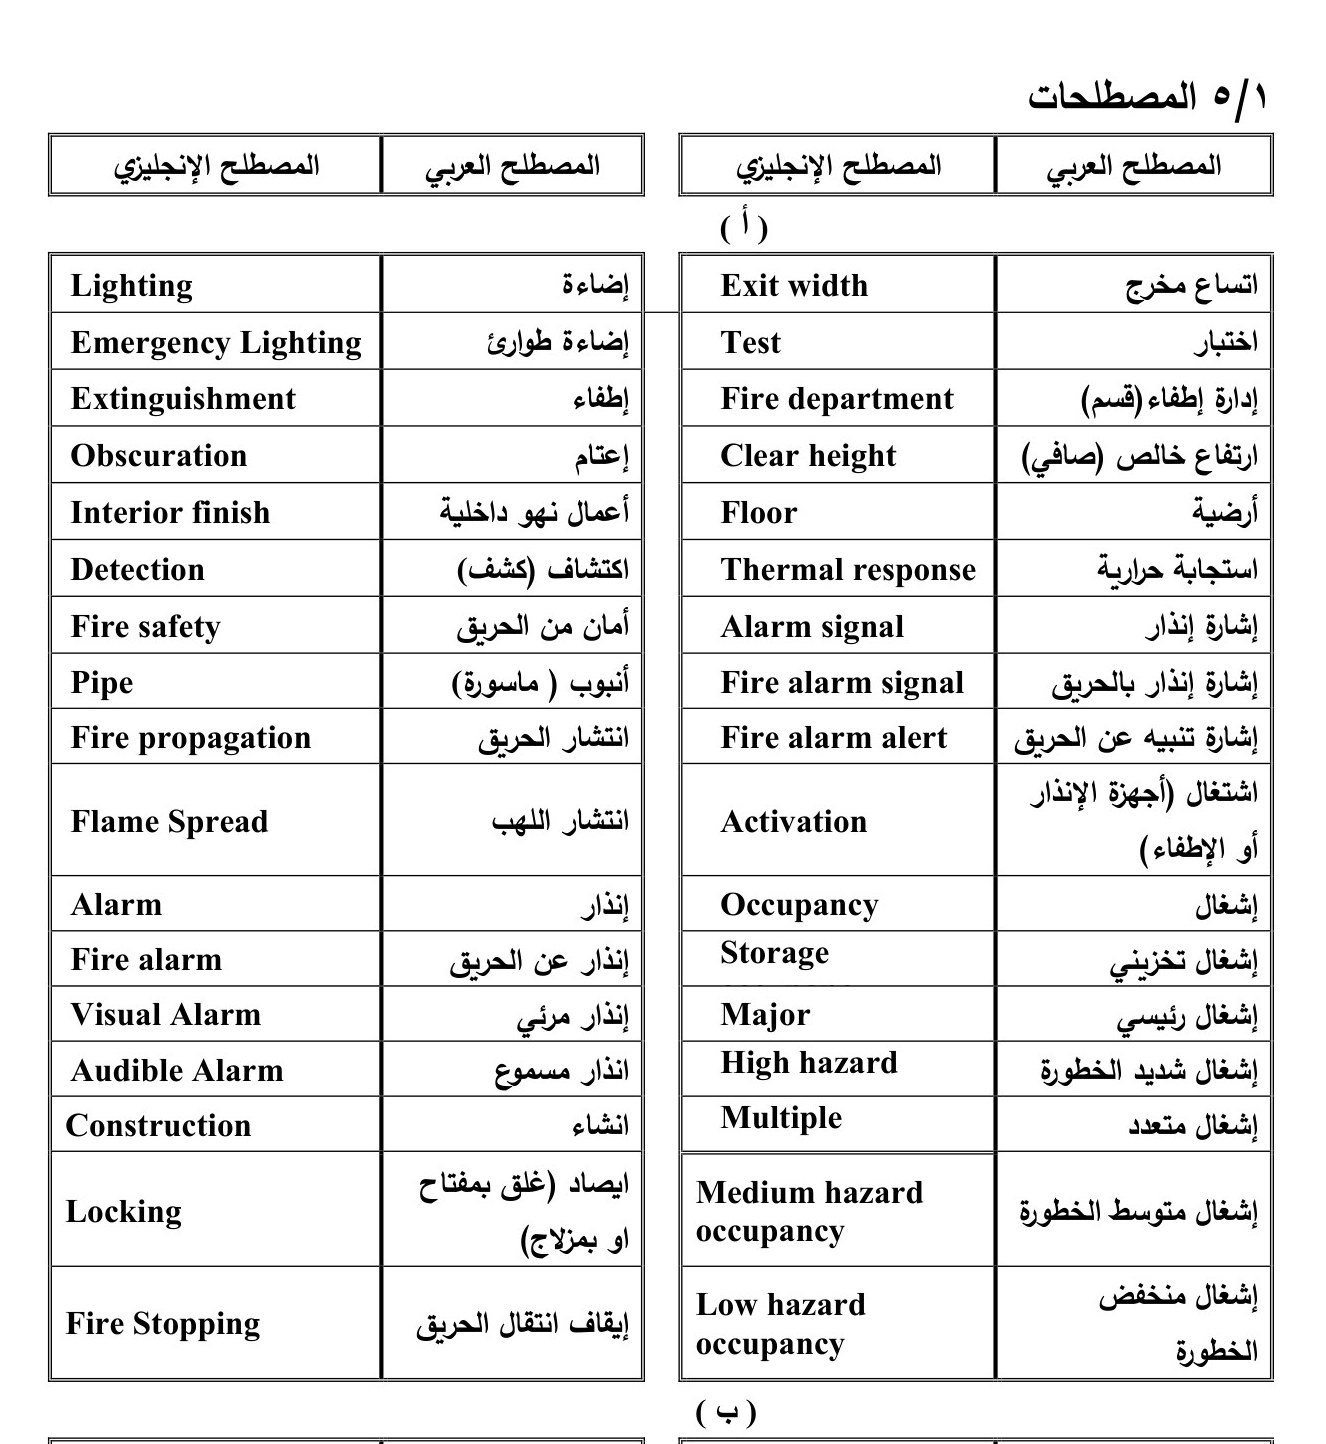 ٥/١ المصطلحات
المصطلح العربي المصطلح الإنجليزي المصطلح العربي المصطلح الإنجليزي
( أ )
اتساع مخرج Exit width
اختبار Test
إدارة إطفاء(قسم) Fire department
ارتفاع خالص (صافي) Clear height
أرضية Floor
استجابة حرارية Thermal response
إشارة إنذار Alarm signal
إشارة إنذار بالحريق Fire alarm signal
إشارة تنبيه عن الحريق Fire alarm alert
اشتغال (أجهزة الإنذار
أو الإطفاء) Activation
إشغال Occupancy
إشغال تخزيني Storage
إشغال رئيسي Major
إشغال شديد الخطورة High hazard
إشغال متعدد Multiple
إشغال متوسط الخطورة Medium hazard
occupancy
إشغال منخفض Low hazard
الخطورة occupancy
إضاءة Lighting
إضاءة طوارئ Emergency Lighting
إطفاء Extinguishment
إعتام Obscuration
أعمال نهو داخلية Interior finish
اكتشاف (كشف) Detection
أمان من الحريق Fire safety
أنبوب ( ماسورة) Pipe
انتشار الحريق Fire propagation
انتشار اللهب Flame Spread
إنذار Alarm
إنذار عن الحريق Fire alarm
إنذار مرئي Visual Alarm
انذار مسموع Audible Alarm
انشاء Construction
ايصاد (غلق بمفتاح
او بمزلاج) Locking
إيقاف انتقال الحريق Fire Stopping
( ب )